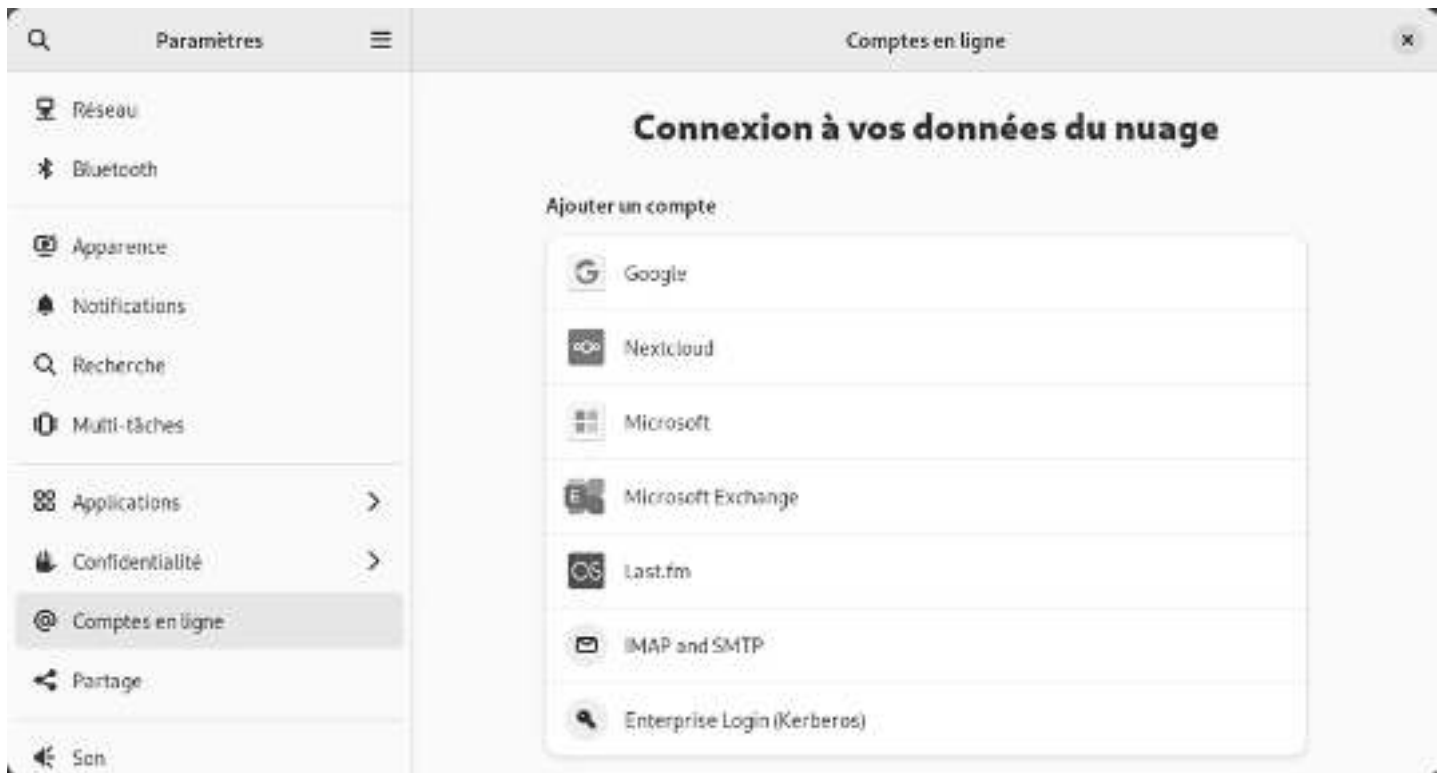 Paramètres
Comptes en ligne
Réseau
Bluetooth
Apparence
Notifications
Recherche
Multi-tâches
Applications
Confidentialité
Comptes en ligne
Partage
Son
Connexion à vos données du nuage
Ajouter un compte
Google
Nextcloud
Microsoft
Microsoft Exchange
Last.fm
IMAP and SMTP
Enterprise Login (Kerberos)